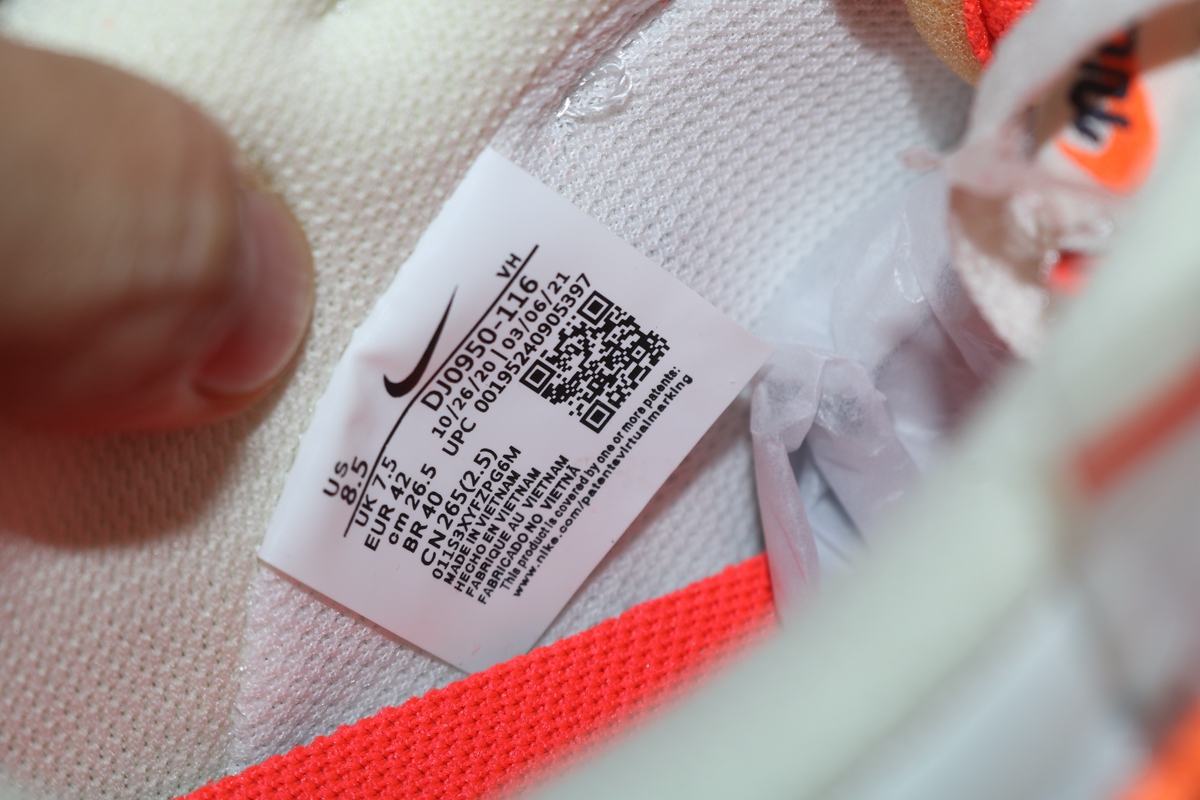 VH
US
8.5
UK 7.5
EUR 42
cm 26.5
BR 40
CN 265(2.5)
DJ0950-116
10/26/20 | 03/06/21
UPC 00195240905397
011S3XYFZPG6M
MADE IN VIETNAM
HECHO EN VIETNAM
FABRIQUE AU VIETNAM
FABRICADO NO VIETNÃ
This product is covered by one or more patents:
www.nike.com/patentsvirtualmarking